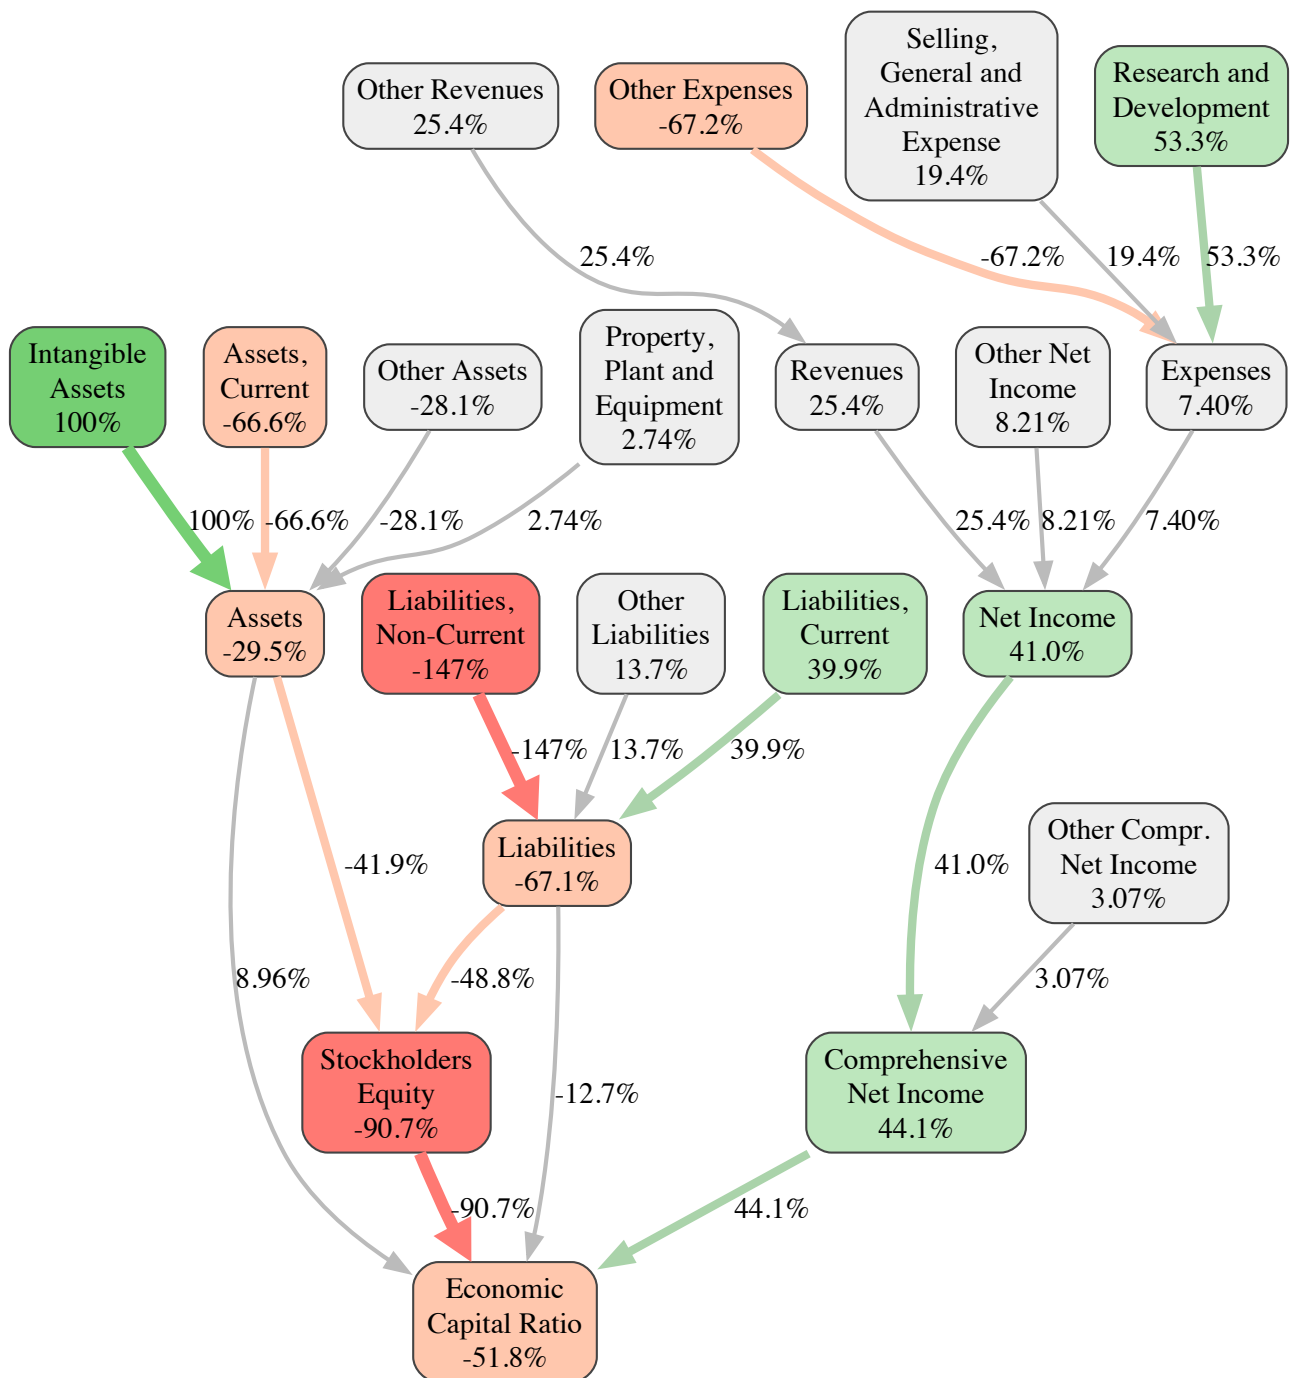 Selling,
General and
Administrative
Expense
19.4%
Other Revenues
25.4%
Other Expenses
-67.2%
Research and
Development
53.3%
25.4%
-67.2%
19.4%
53.3%
Intangible
Assets
100%
Assets,
Current
-66.6%
Other Assets
-28.1%
Property,
Plant and
Equipment
2.74%
Revenues
25.4%
Other Net
Income
8.21%
Expenses
7.40%
100%
-66.6%
-28.1%
2.74%
25.4%
8.21%
7.40%
Assets
-29.5%
Liabilities,
Non-Current
-147%
Other
Liabilities
13.7%
Liabilities,
Current
39.9%
Net Income
41.0%
-147%
13.7%
39.9%
-41.9%
Liabilities
-67.1%
41.0%
Other Compr.
Net Income
3.07%
8.96%
-48.8%
3.07%
Stockholders
Equity
-90.7%
-12.7%
Comprehensive
Net Income
44.1%
-90.7%
44.1%
Economic
Capital Ratio
-51.8%